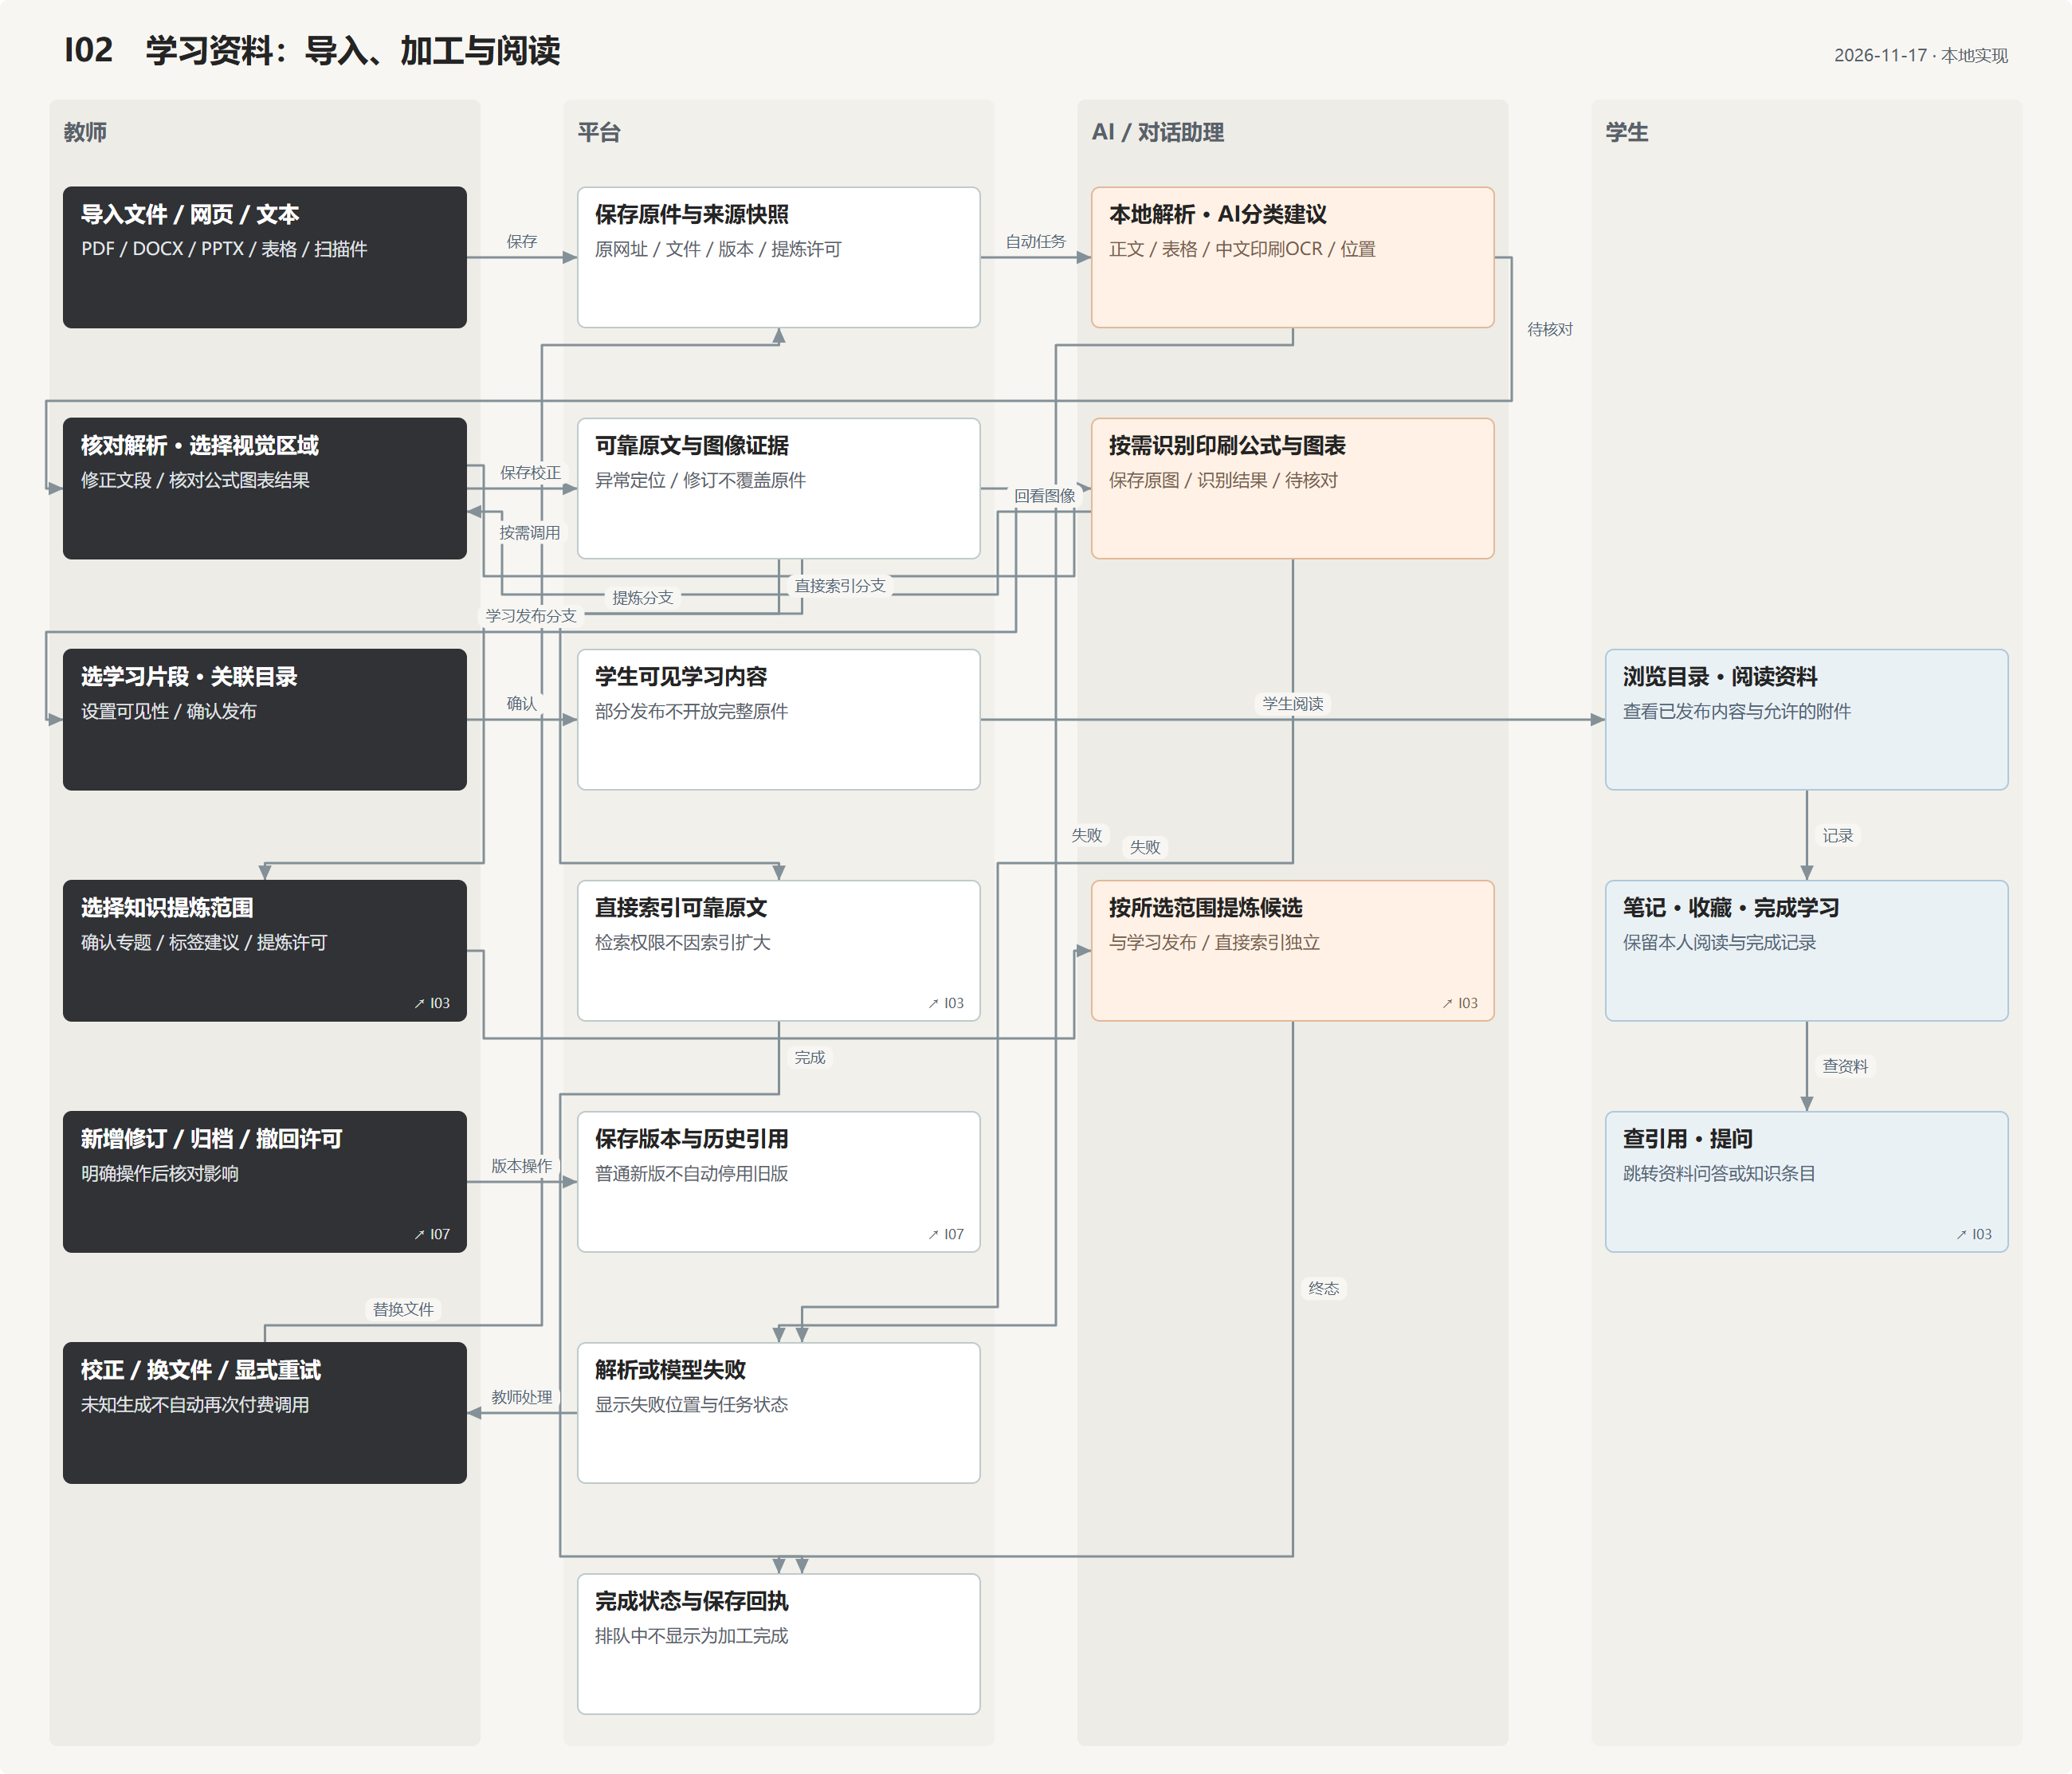 I02 学习资料：导入、加工与阅读
2026-11-17 · 本地实现
教师
平台
AI / 对话助理
学生
导入文件 / 网页 / 文本
PDF / DOCX / PPTX / 表格 / 扫描件
保存
保存原件与来源快照
原网址 / 文件 / 版本 / 提炼许可
自动任务
本地解析 · AI分类建议
正文 / 表格 / 中文印刷OCR / 位置
待核对
核对解析 · 选择视觉区域
修正文段 / 核对公式图表结果
保存校正
按需调用
可靠原文与图像证据
异常定位 / 修订不覆盖原件
回看图像
按需识别印刷公式与图表
保存原图 / 识别结果 / 待核对
直接索引分支
提炼分支
学习发布分支
选学习片段 · 关联目录
设置可见性 / 确认发布
确认
学生可见学习内容
部分发布不开放完整原件
学生阅读
浏览目录 · 阅读资料
查看已发布内容与允许的附件
失败
失败
记录
选择知识提炼范围
确认专题 / 标签建议 / 提炼许可
↗ I03
直接索引可靠原文
检索权限不因索引扩大
↗ I03
按所选范围提炼候选
与学习发布 / 直接索引独立
↗ I03
笔记 · 收藏 · 完成学习
保留本人阅读与完成记录
完成
查资料
新增修订 / 归档 / 撤回许可
明确操作后核对影响
↗ I07
版本操作
保存版本与历史引用
普通新版不自动停用旧版
↗ I07
查引用 · 提问
跳转资料问答或知识条目
↗ I03
终态
替换文件
校正 / 换文件 / 显式重试
未知生成不自动再次付费调用
教师处理
解析或模型失败
显示失败位置与任务状态
完成状态与保存回执
排队中不显示为加工完成